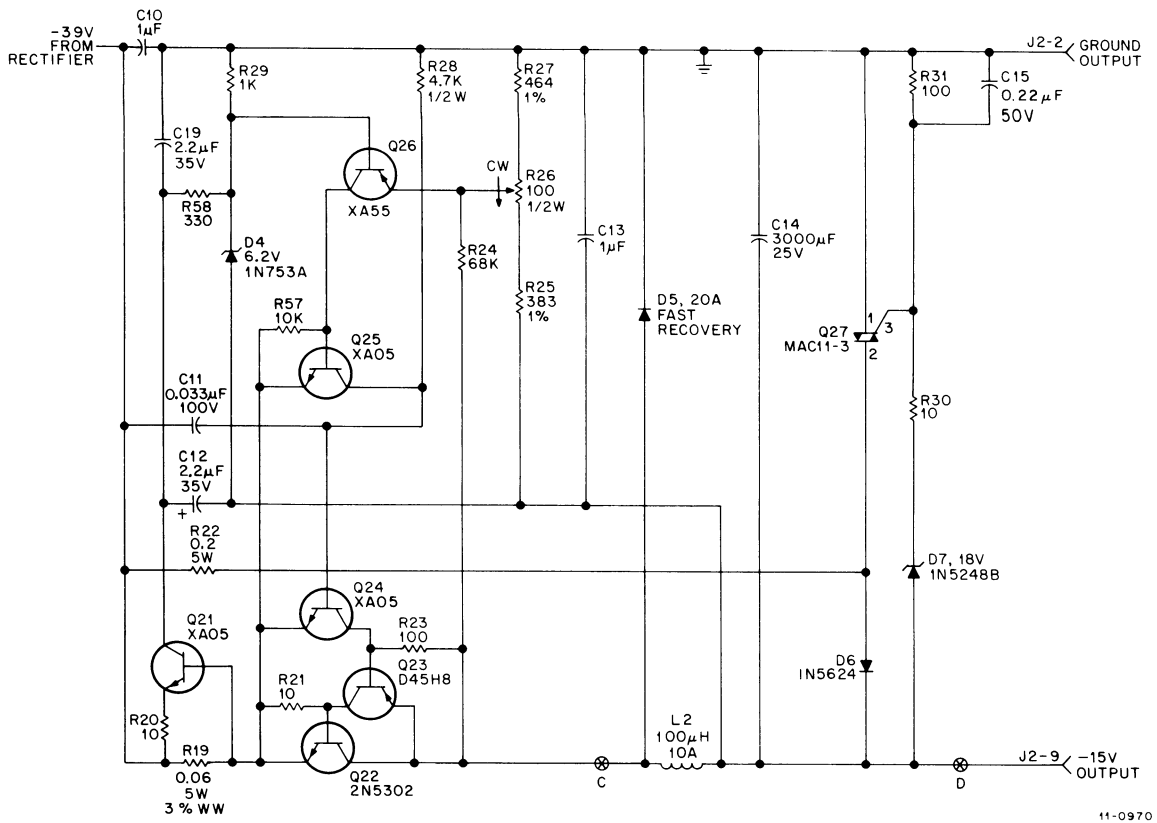 -39V
FROM
RECTIFIER
C10
1µF
R29
1K
R28
4.7K
1/2W
R27
464
1%
J2-2
GROUND
OUTPUT
R31
100
C15
0.22µF
50V
C19
2.2µF
35V
Q26
XA55
CW
R26
100
1/2W
R58
330
D4
6.2V
1N753A
R24
68K
C13
1µF
C14
3000µF
25V
R25
383
1%
D5, 20A
FAST
RECOVERY
1
3
2
Q27
MAC11-3
R57
10K
Q25
XA05
C11
0.033µF
100V
R30
10
C12
2.2µF
35V
+
R22
0.2
5W
D7, 18V
1N5248B
Q24
XA05
Q21
XA05
R23
100
Q23
D45H8
D6
IN5624
R21
10
R20
10
L2
100µH
10A
R19
0.06
5W
3% WW
Q22
2N5302
C
D
J2-9
-15V
OUTPUT
11-0970